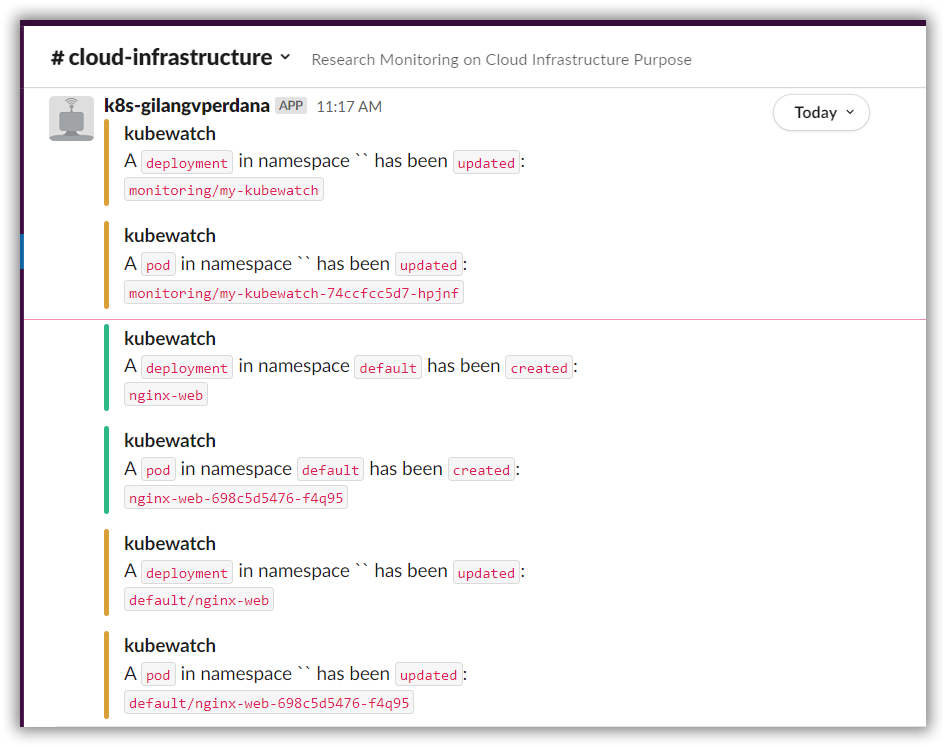 # cloud-infrastructure Research Monitoring on Cloud Infrastructure Purpose
k8s-gilangvperdana APP 11:17 AM
Today
kubewatch
A deployment in namespace `` has been updated:
monitoring/my-kubewatch
kubewatch
A pod in namespace `` has been updated:
monitoring/my-kubewatch-74ccfcc5d7-hpjnf
kubewatch
A deployment in namespace default has been created:
nginx-web
kubewatch
A pod in namespace default has been created:
nginx-web-698c5d5476-f4q95
kubewatch
A deployment in namespace `` has been updated:
default/nginx-web
kubewatch
A pod in namespace `` has been updated:
default/nginx-web-698c5d5476-f4q95